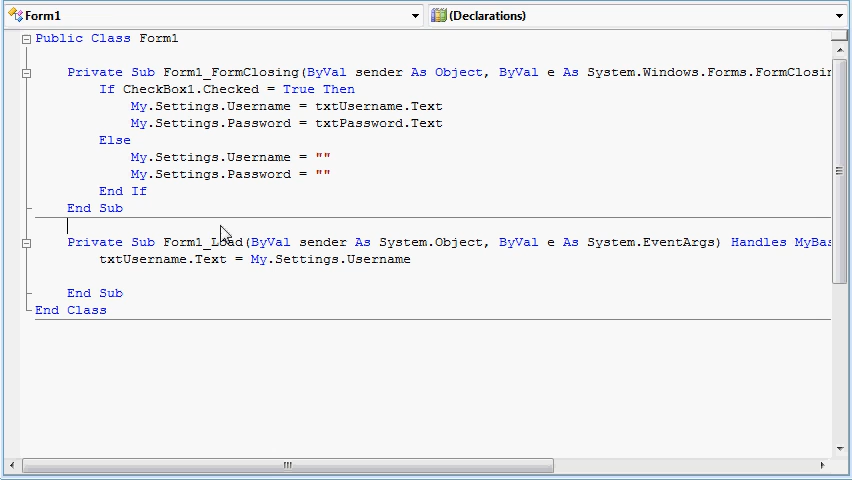 Form1
(Declarations)
Public Class Form1
Private Sub Form1_FormClosing(ByVal sender As Object, ByVal e As System.Windows.Forms.FormClosin
If CheckBox1.Checked = True Then
My.Settings.Username = txtUsername.Text
My.Settings.Password = txtPassword.Text
Else
My.Settings.Username = ""
My.Settings.Password = ""
End If
End Sub
Private Sub Form1_Load(ByVal sender As System.Object, ByVal e As System.EventArgs) Handles MyBas
txtUsername.Text = My.Settings.Username
End Sub
End Class